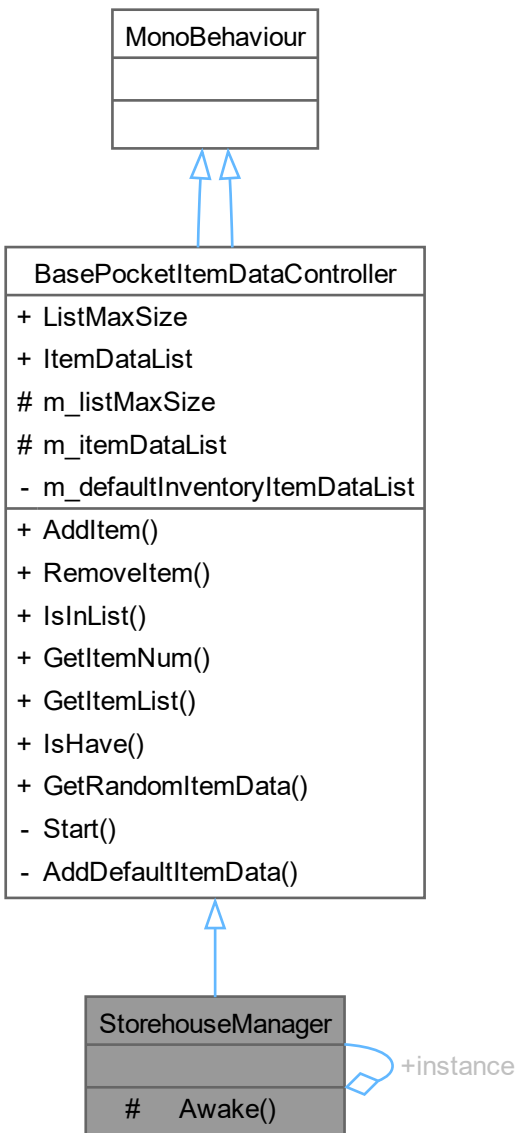 MonoBehaviour
BasePocketItemDataController
+ ListMaxSize
+ ItemDataList
# m_listMaxSize
# m_itemDataList
- m_defaultInventoryItemDataList
+ AddItem()
+ RemoveItem()
+ IsInList()
+ GetItemNum()
+ GetItemList()
+ IsHave()
+ GetRandomItemData()
- Start()
- AddDefaultItemData()
StorehouseManager
+instance
# Awake()